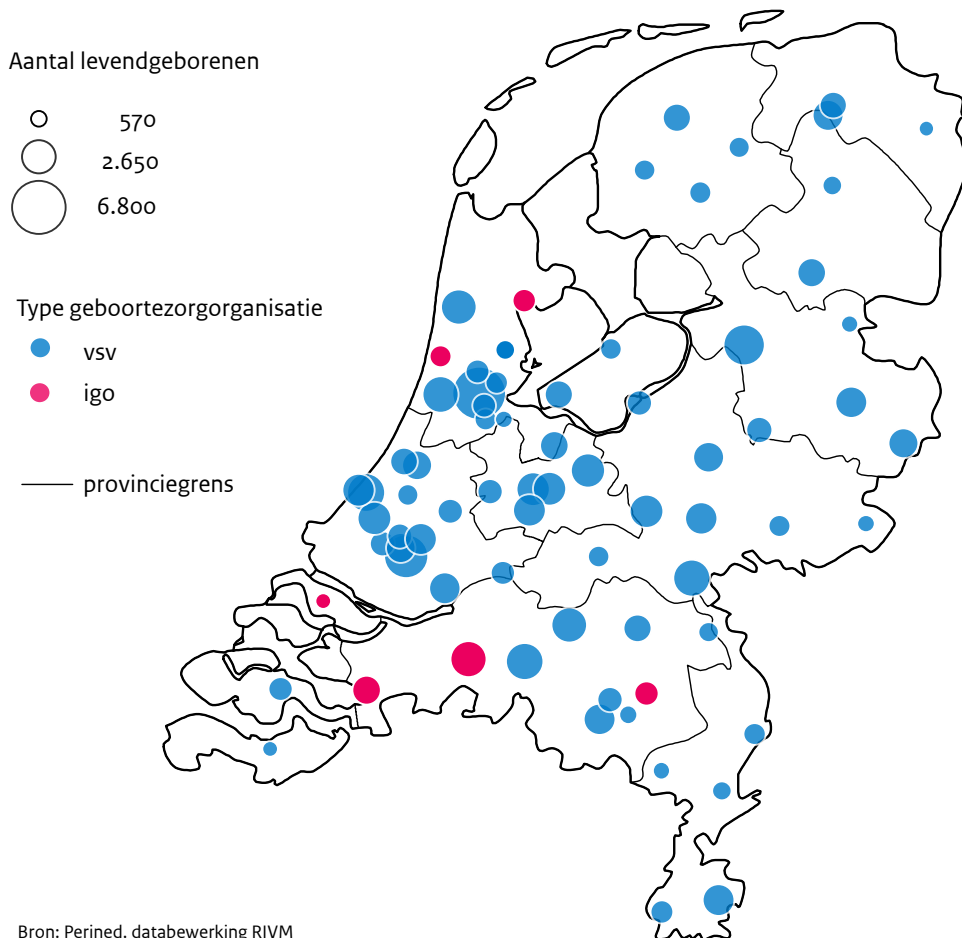 Aantal levendgeborenen
570
2.650
6.800
Type geboortezorgorganisatie
vsv
igo
provinciegrens
Bron: Perined, databewerking RIVM